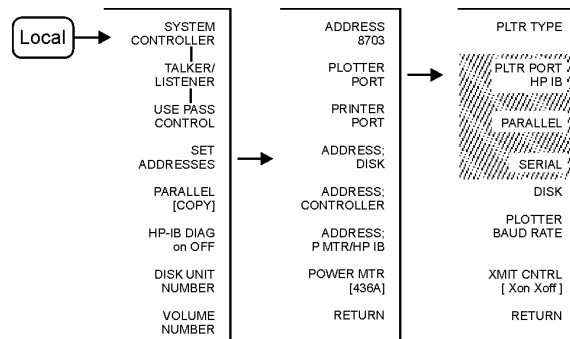 Local
SYSTEM
CONTROLLER
TALKER/
LISTENER
USE PASS
CONTROL
SET
ADDRESSES
PARALLEL
[COPY]
HP-IB DIAG
on OFF
DISK UNIT
NUMBER
VOLUME
NUMBER
ADDRESS
8703
PLOTTER
PORT
PRINTER
PORT
ADDRESS;
DISK
ADDRESS;
CONTROLLER
ADDRESS;
P MTR/HP IB
POWER MTR
[436A]
RETURN
PLTR TYPE
PLTR PORT
HP IB
PARALLEL
SERIAL
DISK
PLOTTER
BAUD RATE
XMIT CNTRL
[ Xon Xoff ]
RETURN